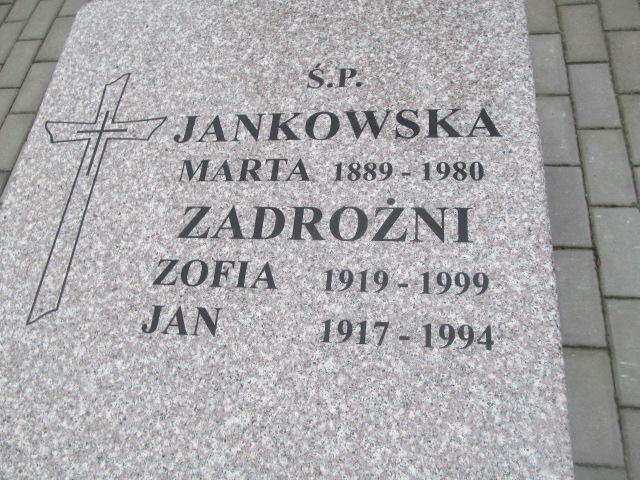 Ś.P.
JANKOWSKA
MARTA 1889 - 1980
ZADROŻNI
ZOFIA 1919 - 1999
JAN 1917 - 1994